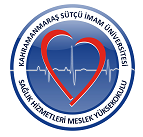 KAHRAMANMARAŞ SÜTÇÜ İMAM ÜNİVERSİTESİ
SAĞLIK HİZMETLERİ MESLEK YÜKSEKOKULU